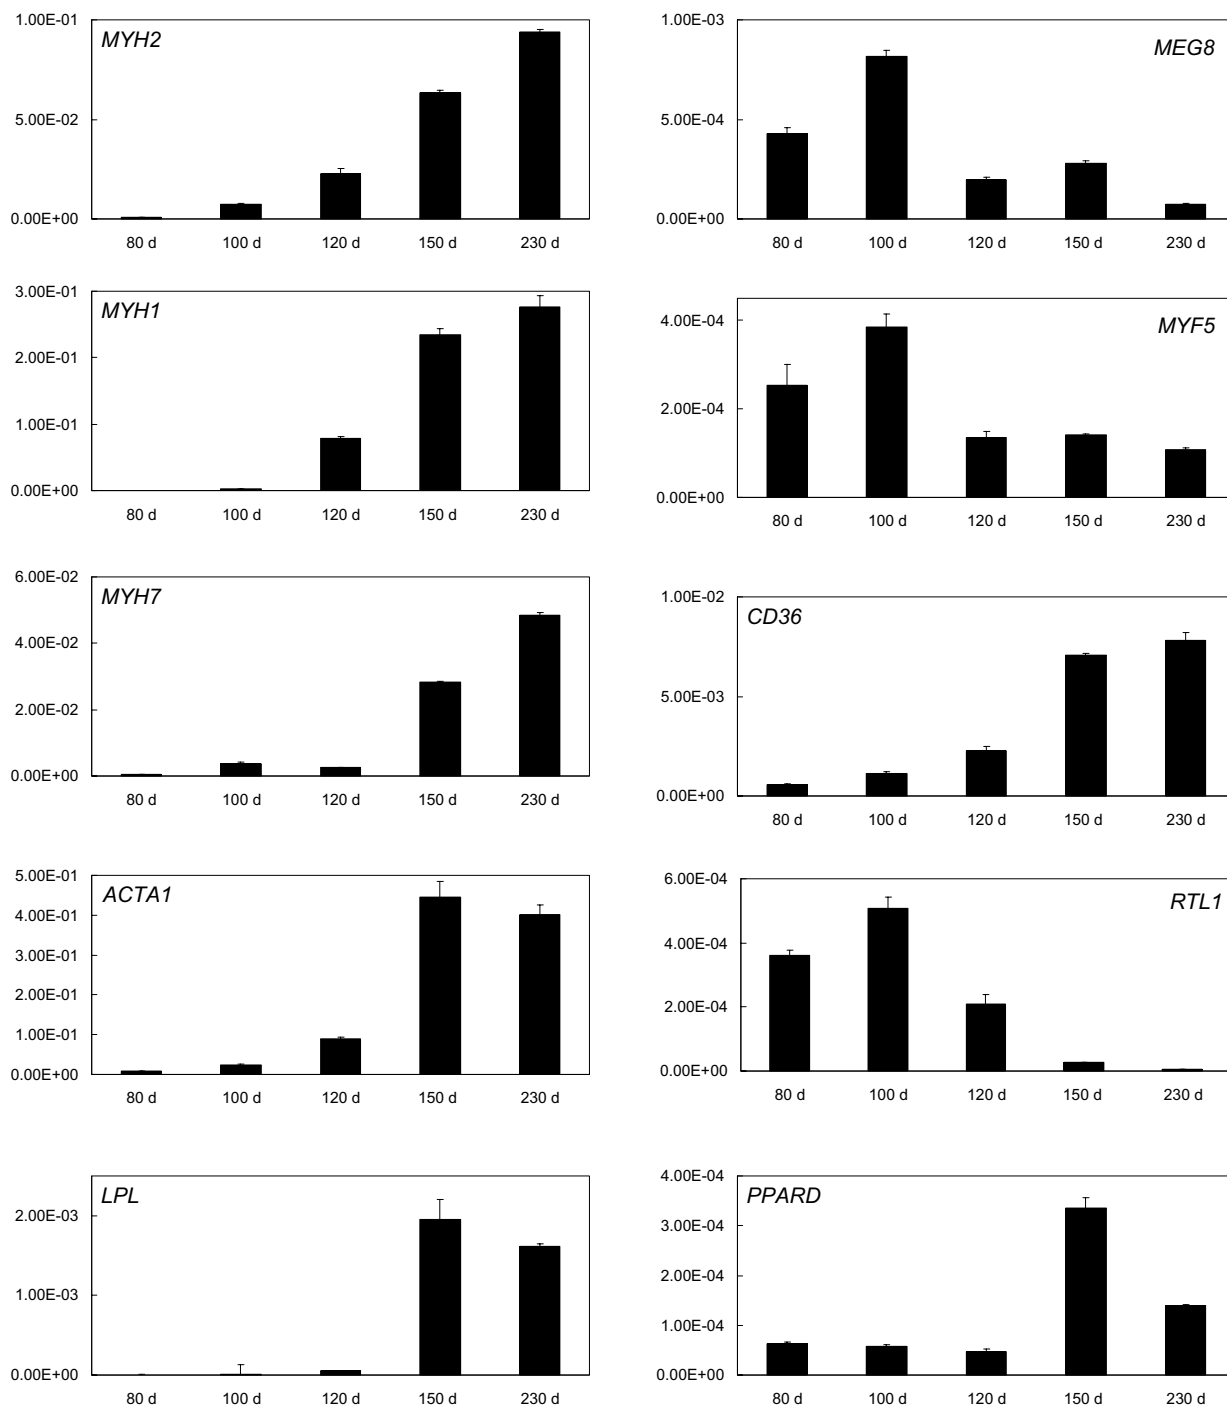 MYH2
1.00E-01
5.00E-02
0.00E+00
80 d 100 d 120 d 150 d 230 d
MEG8
1.00E-03
5.00E-04
0.00E+00
80 d 100 d 120 d 150 d 230 d
MYH1
3.00E-01
2.00E-01
1.00E-01
0.00E+00
80 d 100 d 120 d 150 d 230 d
MYF5
4.00E-04
2.00E-04
0.00E+00
80 d 100 d 120 d 150 d 230 d
MYH7
6.00E-02
4.00E-02
2.00E-02
0.00E+00
80 d 100 d 120 d 150 d 230 d
CD36
1.00E-02
5.00E-03
0.00E+00
80 d 100 d 120 d 150 d 230 d
ACTA1
5.00E-01
4.00E-01
3.00E-01
2.00E-01
1.00E-01
0.00E+00
80 d 100 d 120 d 150 d 230 d
RTL1
6.00E-04
4.00E-04
2.00E-04
0.00E+00
80 d 100 d 120 d 150 d 230 d
LPL
2.00E-03
1.00E-03
0.00E+00
80 d 100 d 120 d 150 d 230 d
PPARD
4.00E-04
3.00E-04
2.00E-04
1.00E-04
0.00E+00
80 d 100 d 120 d 150 d 230 d